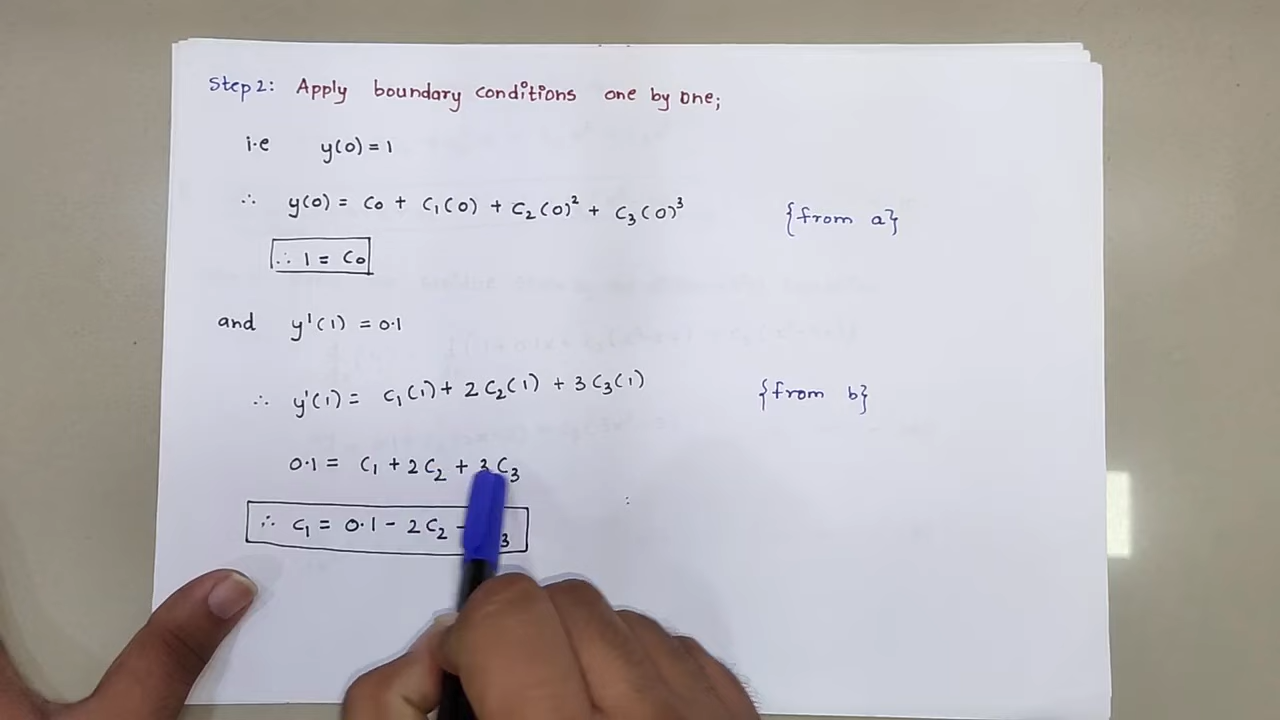 Step 2: Apply boundary conditions one by one;
i.e y(0) = 1
∴ y(0) = C₀ + C₁(0) + C₂(0)² + C₃(0)³ {from a}
∴ 1 = C₀
and y'(1) = 0.1
∴ y'(1) = C₁(1) + 2C₂(1) + 3C₃(1) {from b}
0.1 = C₁ + 2C₂ + 3C₃
∴ C₁ = 0.1 - 2C₂ -